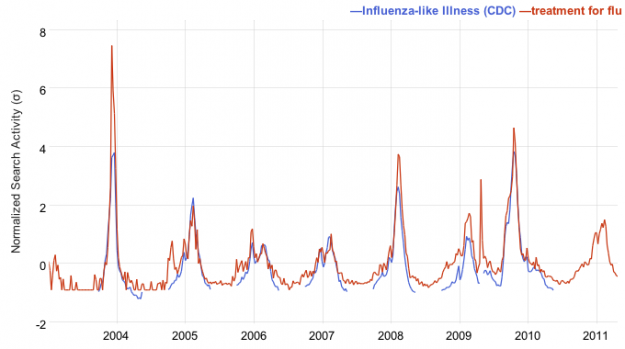 —Influenza-like Illness (CDC) —treatment for flu
Normalized Search Activity (σ)
8
6
4
2
0
-2
2004 2005 2006 2007 2008 2009 2010 2011